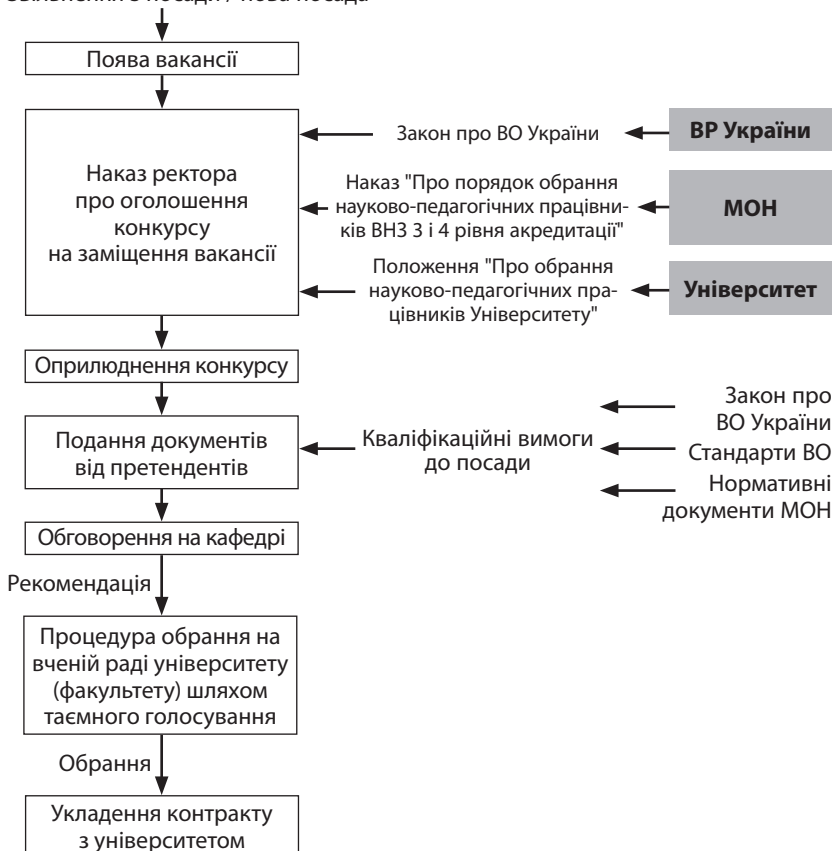 Поява вакансії
Наказ ректора
про оголошення
конкурсу
на заміщення вакансії
Закон про ВО України
ВР України
Наказ "Про порядок обрання
науково-педагогічних працівни-
ків ВНЗ 3 і 4 рівня акредитації"
МОН
Положення "Про обрання
науково-педагогічних пра-
цівників Університету"
Університет
Оприлюднення конкурсу
Подання документів
від претендентів
Кваліфікаційні вимоги
до посади
Закон про
ВО України
Стандарти ВО
Нормативні
документи МОН
Обговорення на кафедрі
Рекомендація
Процедура обрання на
вченій раді університету
(факультету) шляхом
таємного голосування
Обрання
Укладення контракту
з університетом